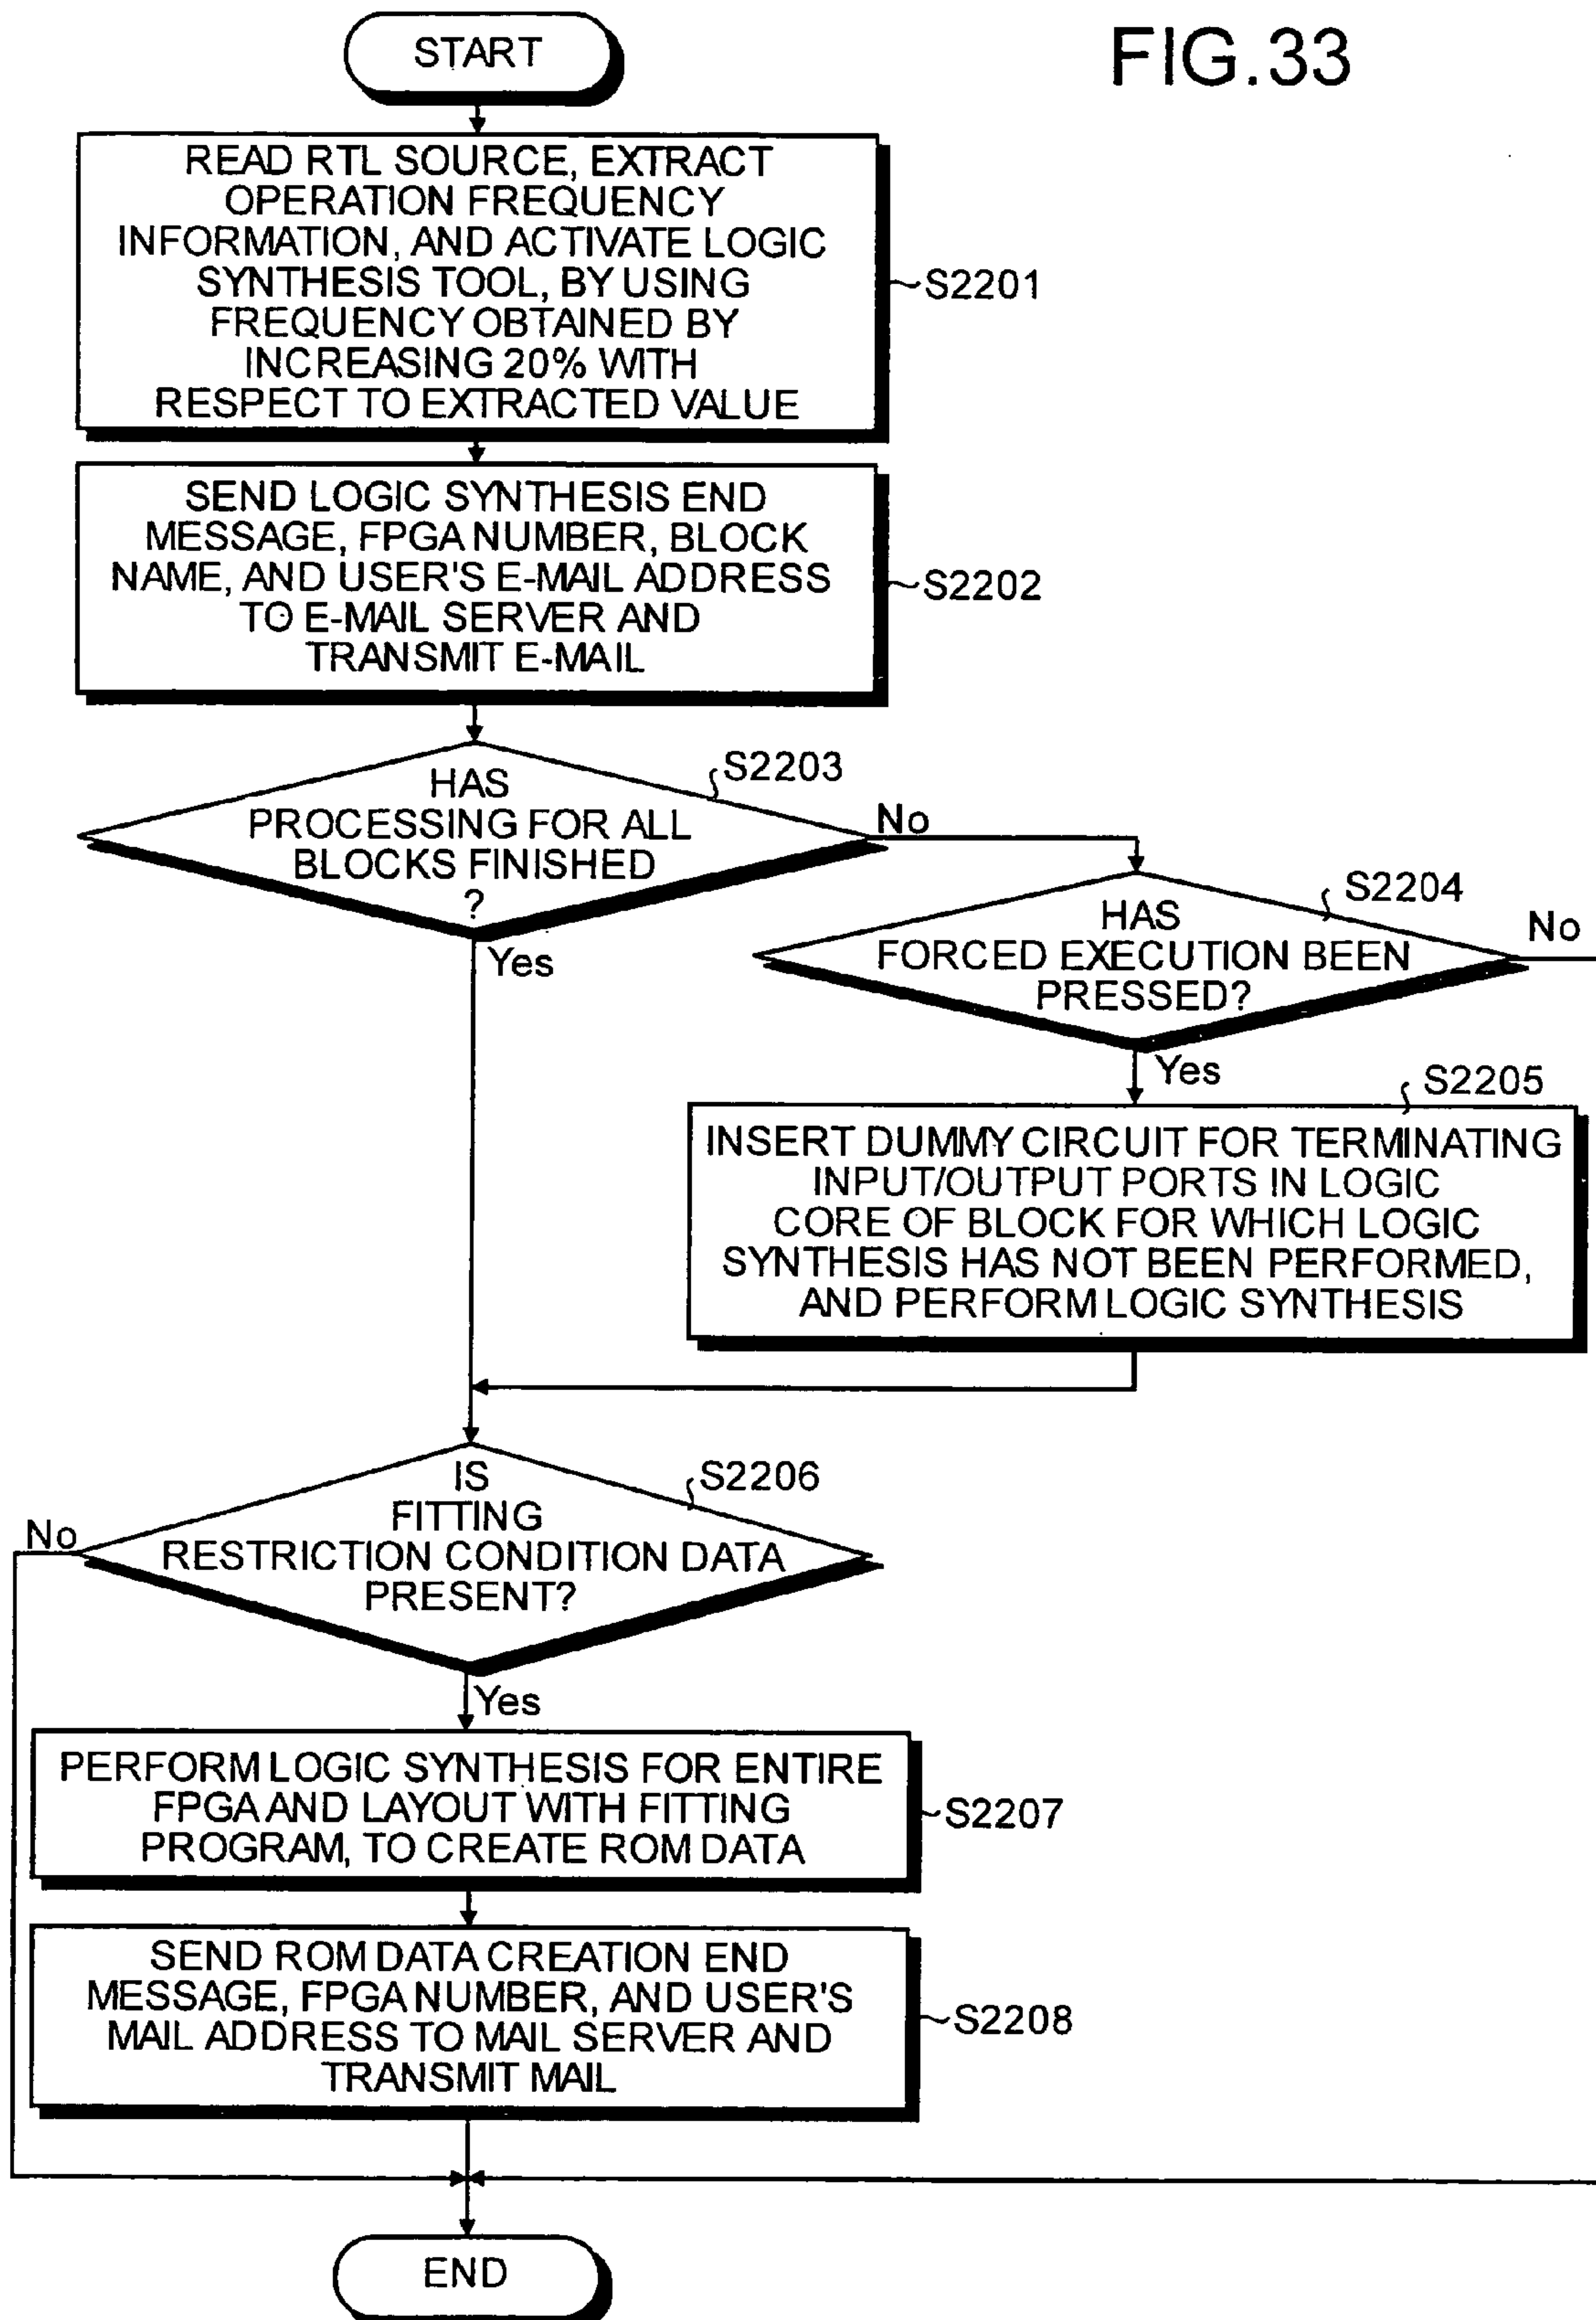 FIG.33
START
READ RTL SOURCE, EXTRACT
OPERATION FREQUENCY
INFORMATION, AND ACTIVATE LOGIC
SYNTHESIS TOOL, BY USING
FREQUENCY OBTAINED BY
INCREASING 20% WITH
RESPECT TO EXTRACTED VALUE
S2201
SEND LOGIC SYNTHESIS END
MESSAGE, FPGA NUMBER, BLOCK
NAME, AND USER'S E-MAIL ADDRESS
TO E-MAIL SERVER AND
TRANSMIT E-MAIL
S2202
S2203
HAS
PROCESSING FOR ALL
BLOCKS FINISHED
?
No
Yes
S2204
HAS
FORCED EXECUTION BEEN
PRESSED?
No
Yes
S2205
INSERT DUMMY CIRCUIT FOR TERMINATING
INPUT/OUTPUT PORTS IN LOGIC
CORE OF BLOCK FOR WHICH LOGIC
SYNTHESIS HAS NOT BEEN PERFORMED,
AND PERFORM LOGIC SYNTHESIS
S2206
IS
FITTING
RESTRICTION CONDITION DATA
PRESENT?
No
Yes
PERFORM LOGIC SYNTHESIS FOR ENTIRE
FPGA AND LAYOUT WITH FITTING
PROGRAM, TO CREATE ROM DATA
S2207
SEND ROM DATA CREATION END
MESSAGE, FPGA NUMBER, AND USER'S
MAIL ADDRESS TO MAIL SERVER AND
TRANSMIT MAIL
S2208
END